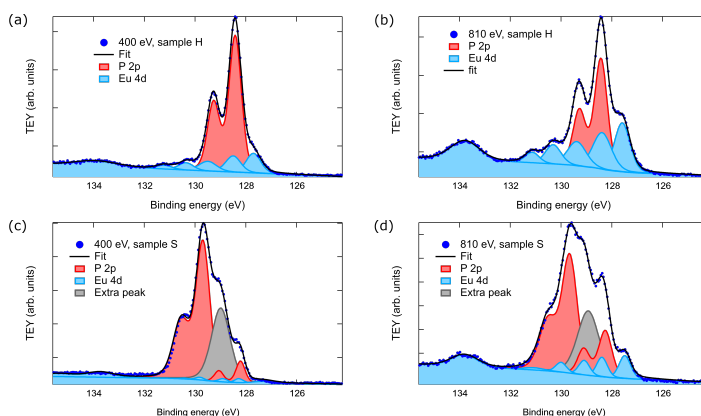 (a)
400 eV, sample H
Fit
P 2p
Eu 4d
TEY (arb. units)
134 132 130 128 126
Binding energy (eV)
(b)
810 eV, sample H
P 2p
Eu 4d
fit
TEY (arb. units)
134 132 130 128 126
Binding energy (eV)
(c)
400 eV, sample S
Fit
P 2p
Eu 4d
Extra peak
TEY (arb. units)
134 132 130 128 126
Binding energy (eV)
(d)
810 eV, sample S
Fit
P 2p
Eu 4d
Extra peak
TEY (arb. units)
134 132 130 128 126
Binding energy (eV)